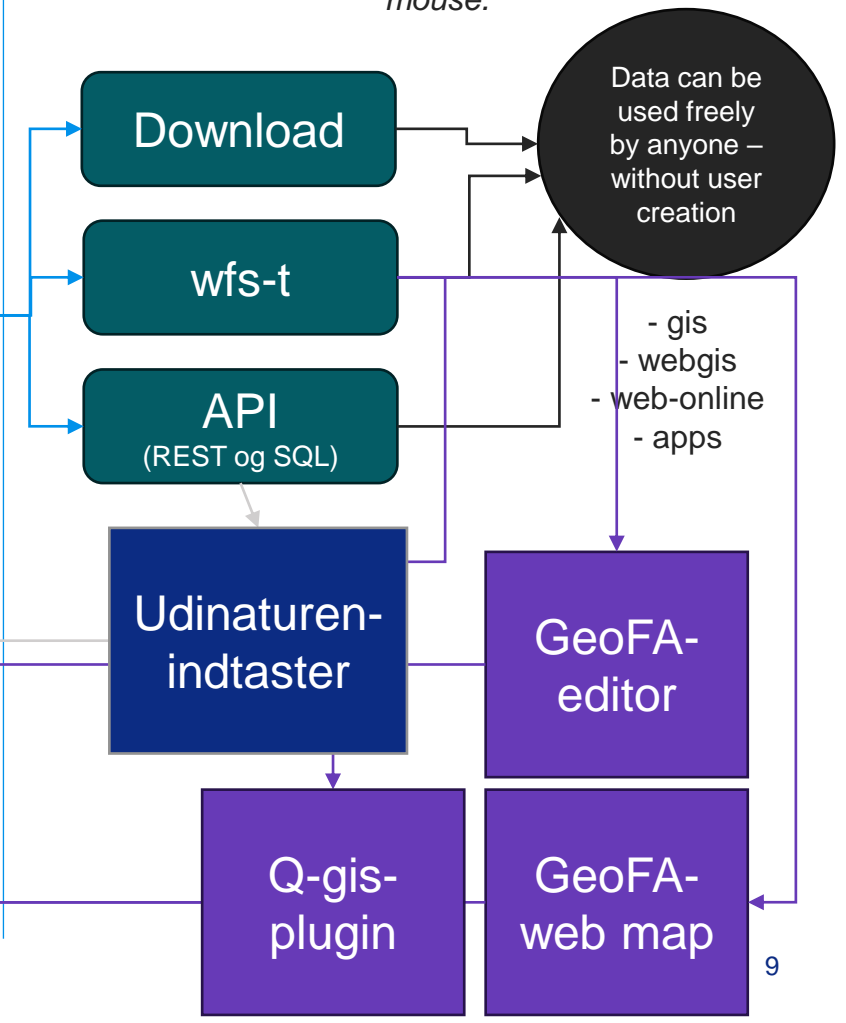 mouse.
Download
Data can be
used freely
by anyone –
without user
creation
wfs-t
- gis
- webgis
- web-online
- apps
API
(REST og SQL)
Udinaturen-
indtaster
GeoFA-
editor
Q-gis-
plugin
GeoFA-
web map
9